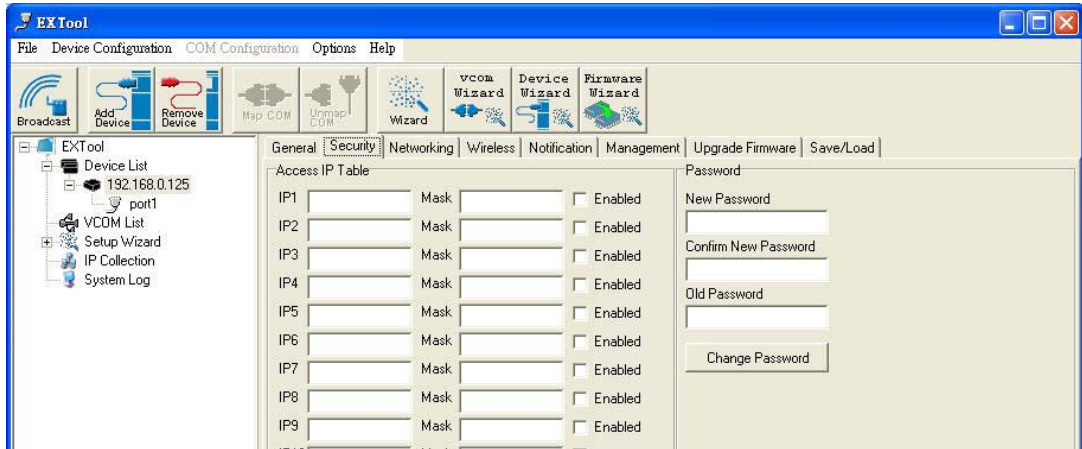 EXTool
File Device Configuration COM Configuration Options Help
Broadcast Add Device Remove Device Map COM Unmap COM Wizard vcom Wizard Device Wizard Firmware Wizard
EXTool
Device List
192.168.0.125
port1
VCOM List
Setup Wizard
IP Collection
System Log
General Security Networking Wireless Notification Management Upgrade Firmware Save/Load
Access IP Table
IP1 Mask Enabled
IP2 Mask Enabled
IP3 Mask Enabled
IP4 Mask Enabled
IP5 Mask Enabled
IP6 Mask Enabled
IP7 Mask Enabled
IP8 Mask Enabled
IP9 Mask Enabled
Password
New Password
Confirm New Password
Old Password
Change Password